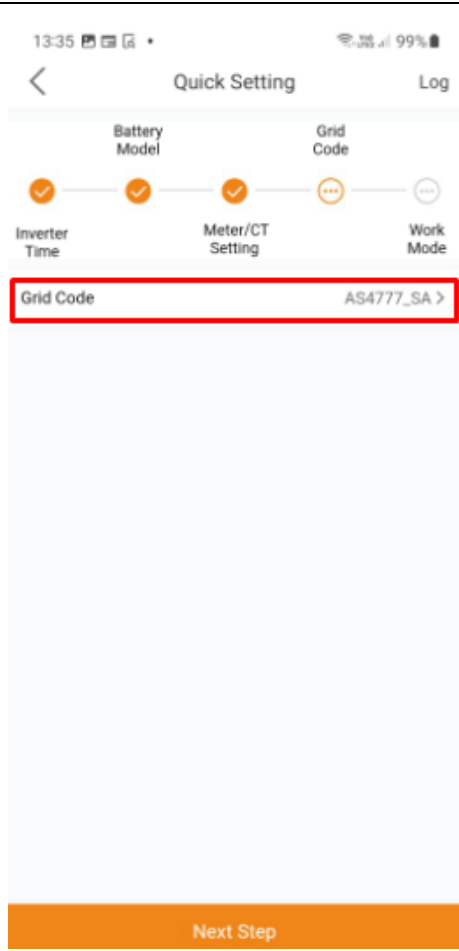 13:35 99%
Quick Setting Log
Battery Model
Grid Code
Inverter Time
Meter/CT Setting
Work Mode
Grid Code AS4777_SA >
Next Step